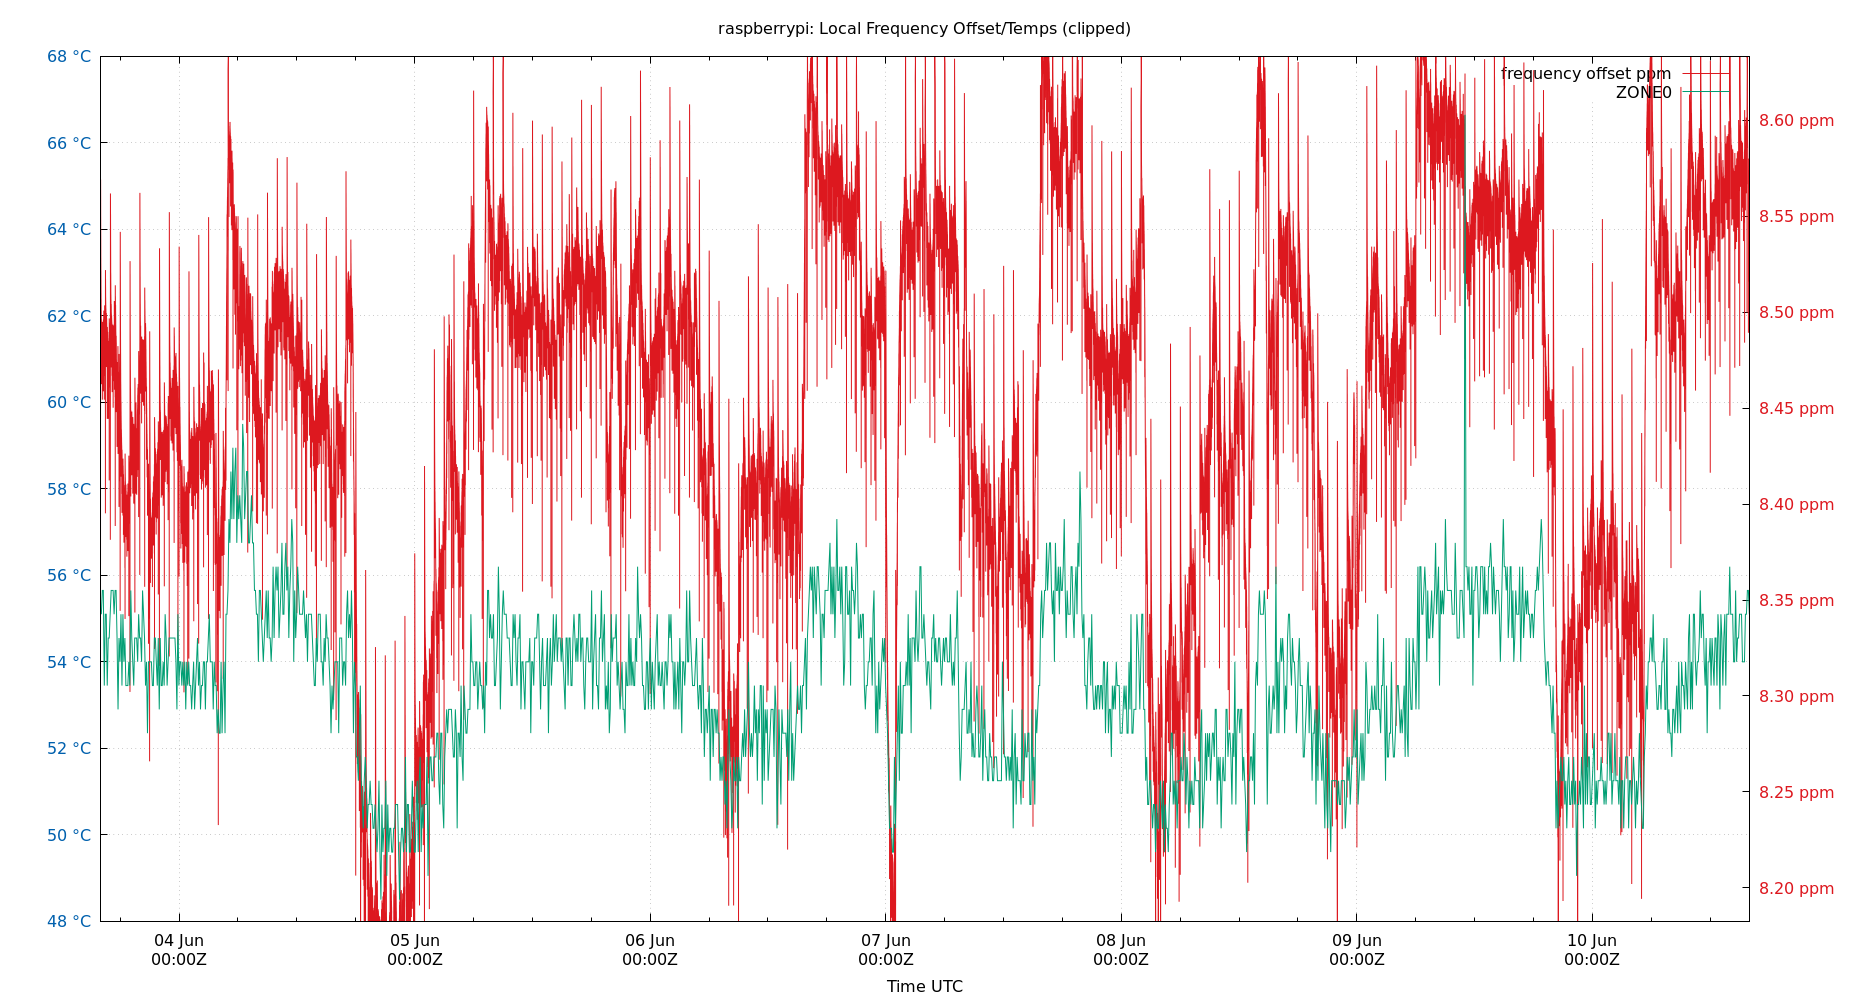 raspberrypi: Local Frequency Offset/Temps (clipped)
68 °C
66 °C
64 °C
62 °C
60 °C
58 °C
56 °C
54 °C
52 °C
50 °C
48 °C
frequency offset ppm
ZONE0
8.60 ppm
8.55 ppm
8.50 ppm
8.45 ppm
8.40 ppm
8.35 ppm
8.30 ppm
8.25 ppm
8.20 ppm
04 Jun 05 Jun 06 Jun 07 Jun 08 Jun 09 Jun 10 Jun
00:00Z 00:00Z 00:00Z 00:00Z 00:00Z 00:00Z 00:00Z
Time UTC